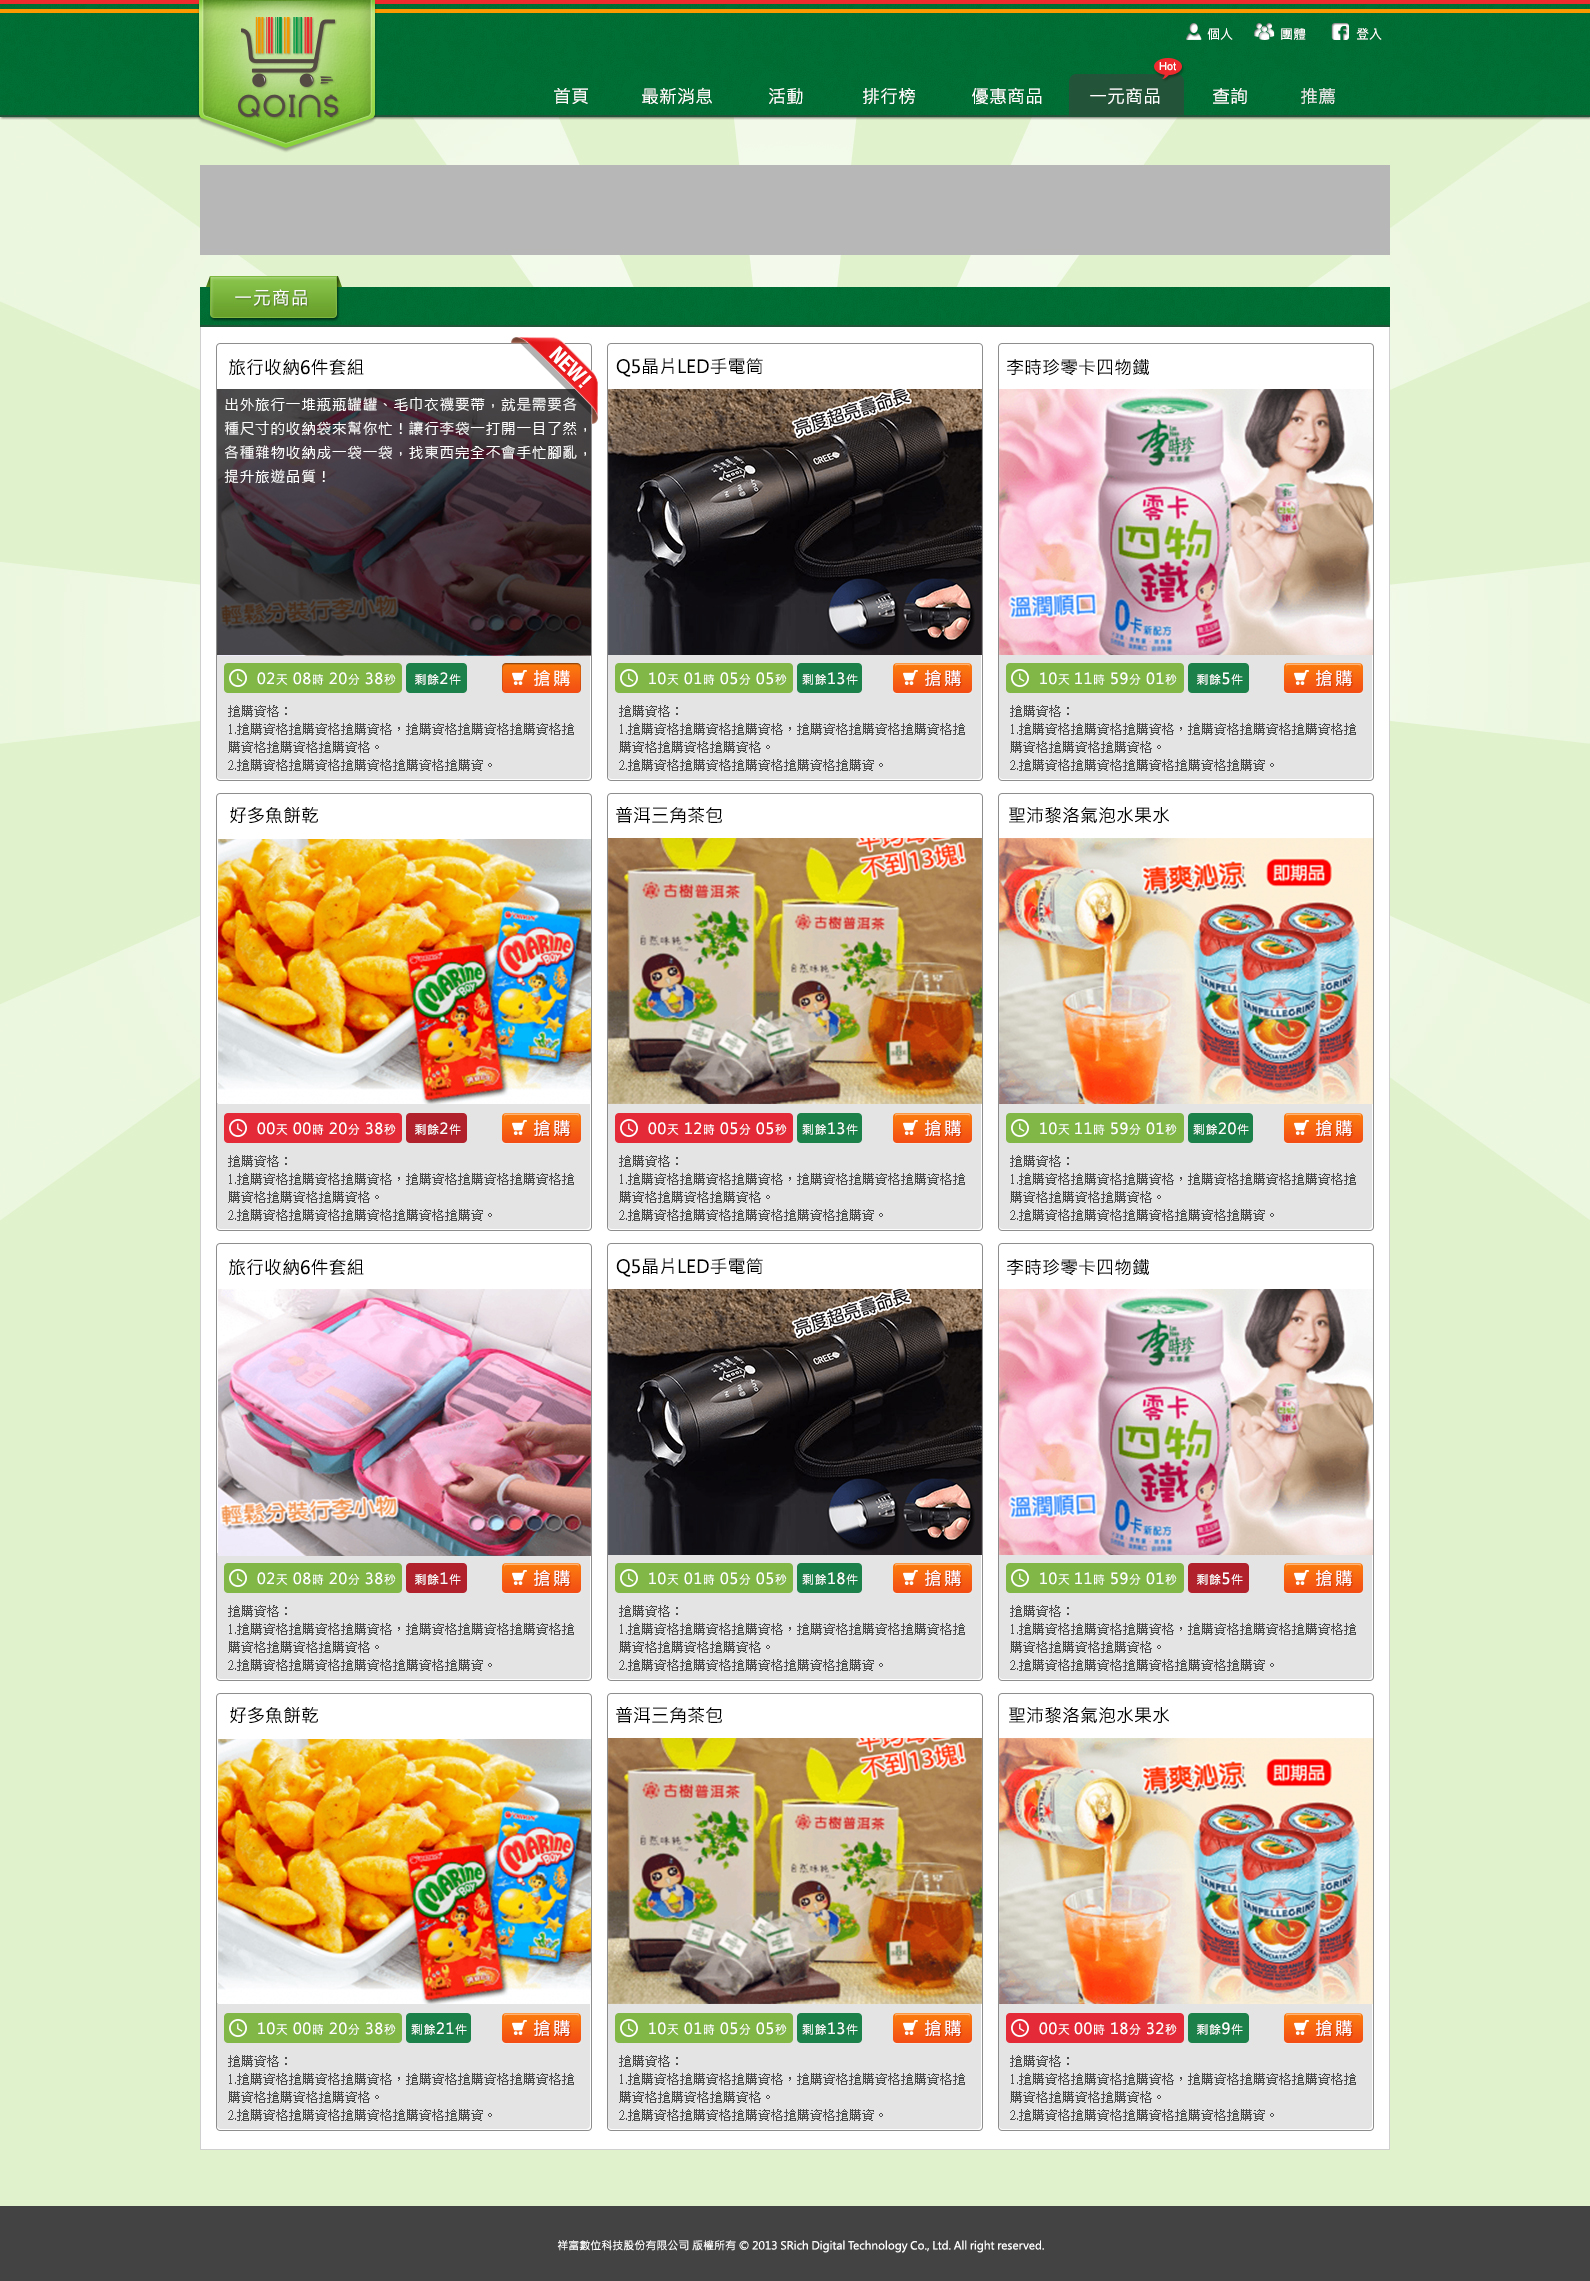 QOIN$
個人 團體 登入
Hot
首頁 最新消息 活動 排行榜 優惠商品 一元商品 查詢 推薦
一元商品
旅行收納6件套組
NEW!
出外旅行一堆瓶瓶罐罐、毛巾衣襪要帶，就是需要各
種尺寸的收納袋來幫你忙！讓行李袋一打開一目了然，
各種雜物收納成一袋一袋，找東西完全不會手忙腳亂，
提升旅遊品質！
輕鬆分裝行李小物
02天 08時 20分 38秒 剩餘2件 搶購
搶購資格：
1.搶購資格搶購資格搶購資格，搶購資格搶購資格搶購資格搶
購資格搶購資格搶購資格。
2.搶購資格搶購資格搶購資格搶購資格搶購資。
Q5晶片LED手電筒
亮度超亮壽命長
CREE
10天 01時 05分 05秒 剩餘13件 搶購
搶購資格：
1.搶購資格搶購資格搶購資格，搶購資格搶購資格搶購資格搶
購資格搶購資格搶購資格。
2.搶購資格搶購資格搶購資格搶購資格搶購資。
李時珍零卡四物鐵
李時珍
本草屋
零卡
四物
鐵
溫潤順口
0卡新配方
10天 11時 59分 01秒 剩餘5件 搶購
搶購資格：
1.搶購資格搶購資格搶購資格，搶購資格搶購資格搶購資格搶
購資格搶購資格搶購資格。
2.搶購資格搶購資格搶購資格搶購資格搶購資。
好多魚餅乾
MARINE
BOY
MARINE
BOY
00天 00時 20分 38秒 剩餘2件 搶購
搶購資格：
1.搶購資格搶購資格搶購資格，搶購資格搶購資格搶購資格搶
購資格搶購資格搶購資格。
2.搶購資格搶購資格搶購資格搶購資格搶購資。
普洱三角茶包
不到13塊!
古樹普洱茶
古樹普洱茶
自然味純
自然味純
00天 12時 05分 05秒 剩餘13件 搶購
搶購資格：
1.搶購資格搶購資格搶購資格，搶購資格搶購資格搶購資格搶
購資格搶購資格搶購資格。
2.搶購資格搶購資格搶購資格搶購資格搶購資。
聖沛黎洛氣泡水果水
清爽沁涼 即期品
SANPELLEGRINO
ARANCIATA ROSSA
10天 11時 59分 01秒 剩餘20件 搶購
搶購資格：
1.搶購資格搶購資格搶購資格，搶購資格搶購資格搶購資格搶
購資格搶購資格搶購資格。
2.搶購資格搶購資格搶購資格搶購資格搶購資。
旅行收納6件套組
輕鬆分裝行李小物
02天 08時 20分 38秒 剩餘1件 搶購
搶購資格：
1.搶購資格搶購資格搶購資格，搶購資格搶購資格搶購資格搶
購資格搶購資格搶購資格。
2.搶購資格搶購資格搶購資格搶購資格搶購資。
Q5晶片LED手電筒
亮度超亮壽命長
CREE
10天 01時 05分 05秒 剩餘18件 搶購
搶購資格：
1.搶購資格搶購資格搶購資格，搶購資格搶購資格搶購資格搶
購資格搶購資格搶購資格。
2.搶購資格搶購資格搶購資格搶購資格搶購資。
李時珍零卡四物鐵
李時珍
本草屋
零卡
四物
鐵
溫潤順口
0卡新配方
10天 11時 59分 01秒 剩餘5件 搶購
搶購資格：
1.搶購資格搶購資格搶購資格，搶購資格搶購資格搶購資格搶
購資格搶購資格搶購資格。
2.搶購資格搶購資格搶購資格搶購資格搶購資。
好多魚餅乾
MARINE
BOY
MARINE
BOY
10天 00時 20分 38秒 剩餘21件 搶購
搶購資格：
1.搶購資格搶購資格搶購資格，搶購資格搶購資格搶購資格搶
購資格搶購資格搶購資格。
2.搶購資格搶購資格搶購資格搶購資格搶購資。
普洱三角茶包
不到13塊!
古樹普洱茶
古樹普洱茶
自然味純
自然味純
10天 01時 05分 05秒 剩餘13件 搶購
搶購資格：
1.搶購資格搶購資格搶購資格，搶購資格搶購資格搶購資格搶
購資格搶購資格搶購資格。
2.搶購資格搶購資格搶購資格搶購資格搶購資。
聖沛黎洛氣泡水果水
清爽沁涼 即期品
SANPELLEGRINO
ARANCIATA ROSSA
00天 00時 18分 32秒 剩餘9件 搶購
搶購資格：
1.搶購資格搶購資格搶購資格，搶購資格搶購資格搶購資格搶
購資格搶購資格搶購資格。
2.搶購資格搶購資格搶購資格搶購資格搶購資。
祥富數位科技股份有限公司 版權所有 © 2013 SRich Digital Technology Co., Ltd. All right reserved.